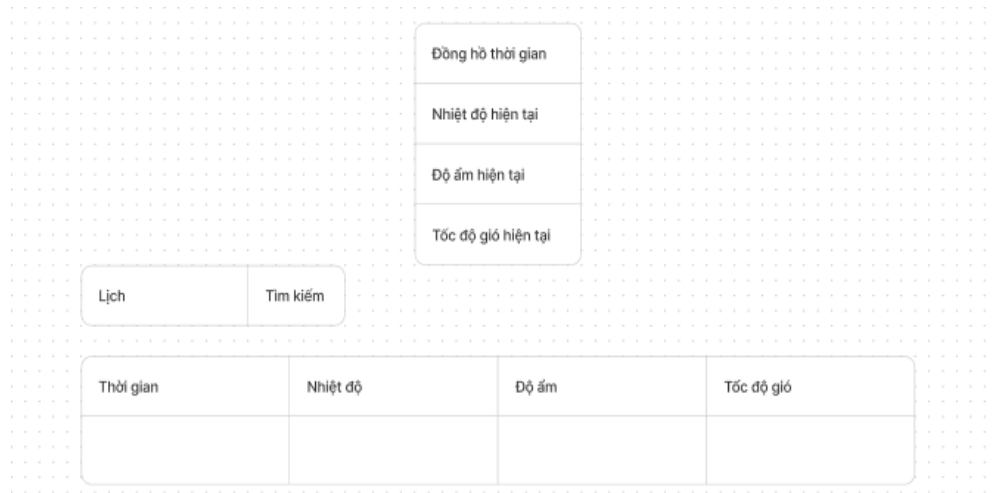 Đồng hồ thời gian
Nhiệt độ hiện tại
Độ ẩm hiện tại
Tốc độ gió hiện tại
Lịch
Tìm kiếm
Thời gian
Nhiệt độ
Độ ẩm
Tốc độ gió